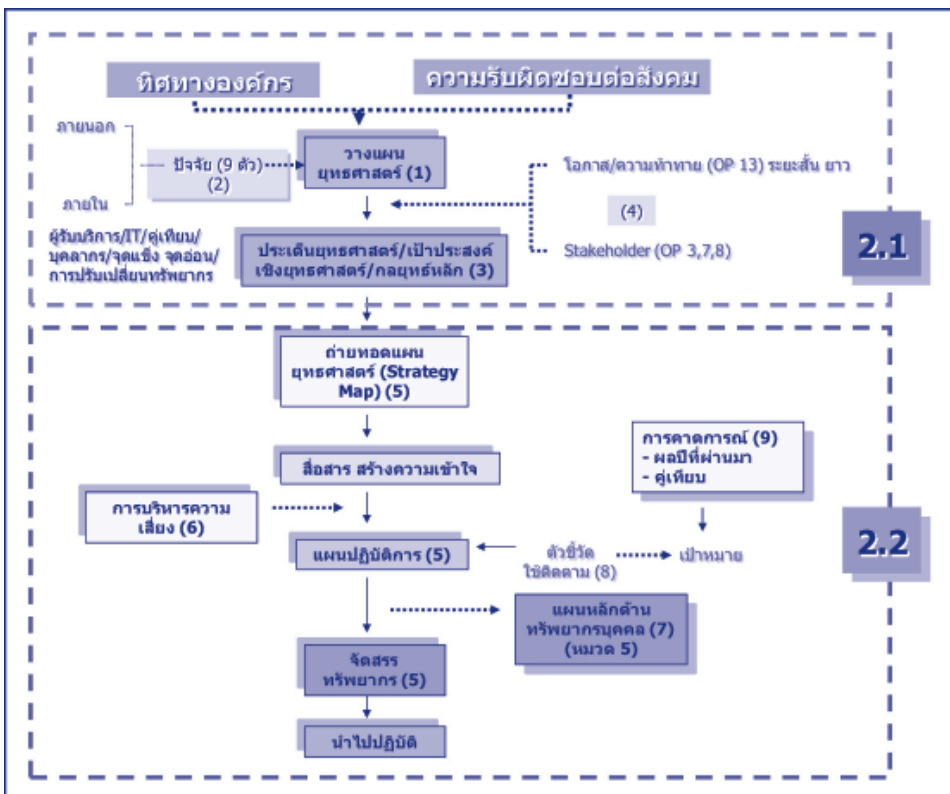 ทิศทางองค์กร
ความรับผิดชอบต่อสังคม
ภายนอก
ปัจจัย (9 ตัว)
(2)
ภายใน
วางแผน
ยุทธศาสตร์ (1)
โอกาส/ความท้าทาย (OP 13) ระยะสั้น ยาว
(4)
Stakeholder (OP 3,7,8)
ผู้รับบริการ/IT/คู่เทียบ/
บุคลากร/จุดแข็ง จุดอ่อน/
การปรับเปลี่ยนทรัพยากร
ประเด็นยุทธศาสตร์/เป้าประสงค์
เชิงยุทธศาสตร์/กลยุทธ์หลัก (3)
2.1
ถ่ายทอดแผน
ยุทธศาสตร์ (Strategy
Map) (5)
สื่อสาร สร้างความเข้าใจ
การคาดการณ์ (9)
- ผลปีที่ผ่านมา
- คู่เทียบ
การบริหารความ
เสี่ยง (6)
แผนปฏิบัติการ (5)
ตัวชี้วัด
ใช้ติดตาม (8)
เป้าหมาย
2.2
แผนหลักด้าน
ทรัพยากรบุคคล (7)
(หมวด 5)
จัดสรร
ทรัพยากร (5)
นำไปปฏิบัติ